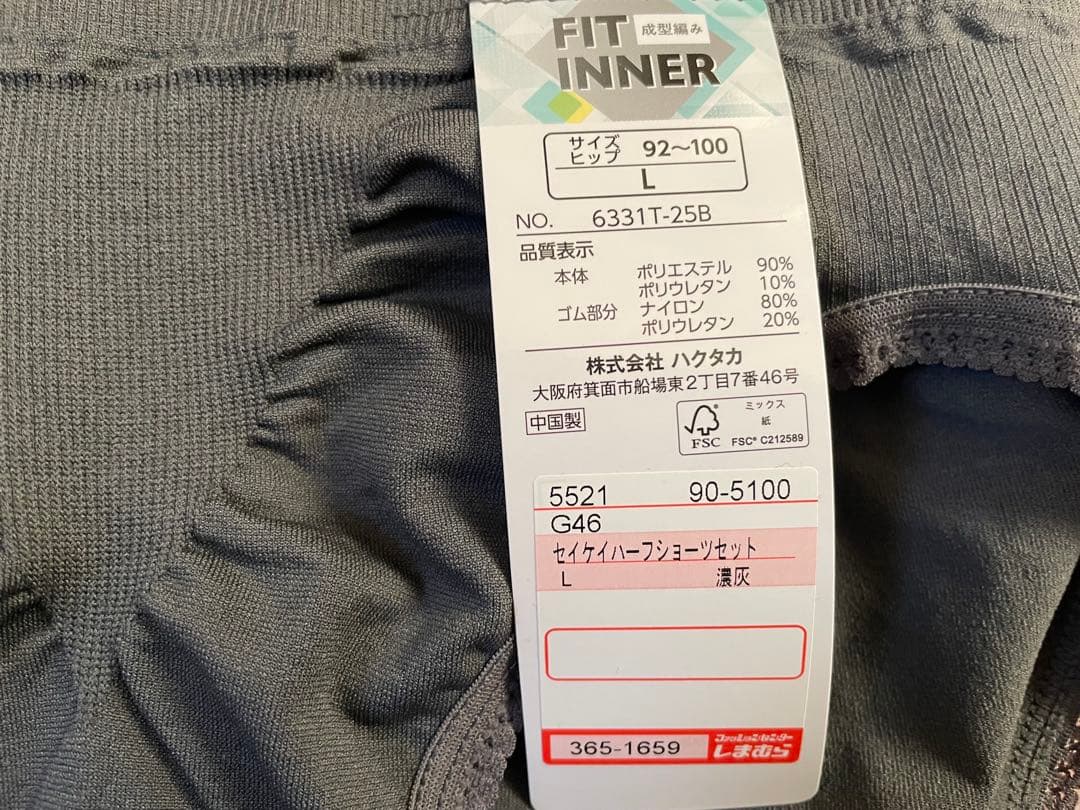 FIT 成型編み
INNER
サイズ
ヒップ 92～100
L
NO. 6331T-25B
品質表示
本体 ポリエステル 90%
ポリウレタン 10%
ゴム部分 ナイロン 80%
ポリウレタン 20%
株式会社 ハクタカ
大阪府箕面市船場東2丁目7番46号
中国製
ミックス
紙
FSC® C212589
FSC
5521 90-5100
G46
セイケイハーフショーツセット
L 濃灰
365-1659
ファッションセンター
しまむら